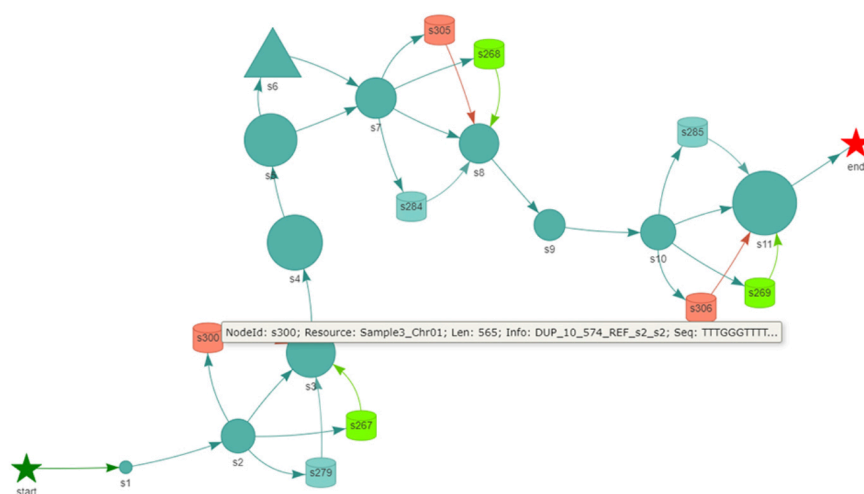 s305
s268
s6
s7
s285
s5
s8
end
s284
s11
s9
s10
s4
s269
s306
NodeId: s300; Resource: Sample3_Chr01; Len: 565; Info: DUP_10_574_REF_s2_s2; Seq: TTTGGGTTTT...
s300
s3
s267
s2
s1
s279
start